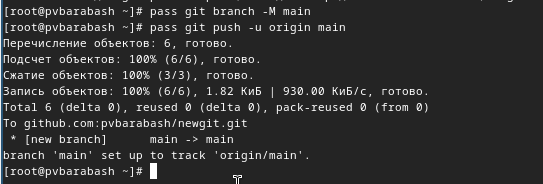 [root@pvbarabash ~]# pass git branch -M main
[root@pvbarabash ~]# pass git push -u origin main
Перечисление объектов: 6, готово.
Подсчет объектов: 100% (6/6), готово.
Сжатие объектов: 100% (3/3), готово.
Запись объектов: 100% (6/6), 1.82 КиБ | 930.00 КиБ/с, готово.
Total 6 (delta 0), reused 0 (delta 0), pack-reused 0 (from 0)
To github.com:pvbarabash/newgit.git
 * [new branch]      main -> main
branch 'main' set up to track 'origin/main'.
[root@pvbarabash ~]#